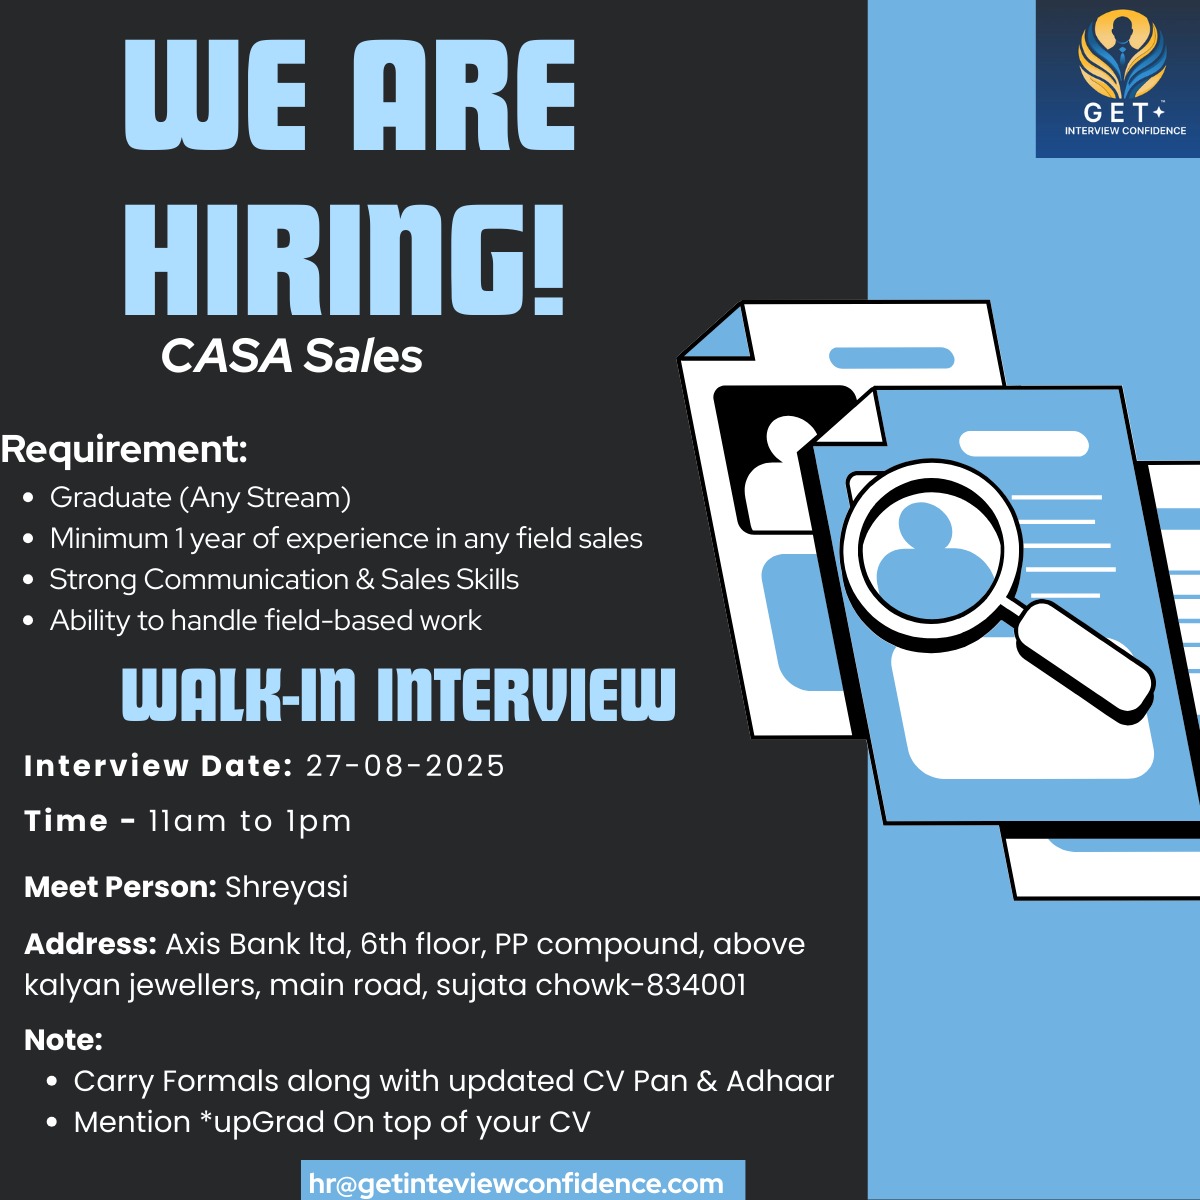 WE ARE
HIRING!
GET
™
INTERVIEW CONFIDENCE
CASA Sales
Requirement:
• Graduate (Any Stream)
• Minimum 1 year of experience in any field sales
• Strong Communication & Sales Skills
• Ability to handle field-based work
WALK-IN INTERVIEW
Interview Date: 27-08-2025
Time - 11am to 1pm
Meet Person: Shreyasi
Address: Axis Bank ltd, 6th floor, PP compound, above
kalyan jewellers, main road, sujata chowk-834001
Note:
• Carry Formals along with updated CV Pan & Adhaar
• Mention *upGrad On top of your CV
hr@getinteviewconfidence.com